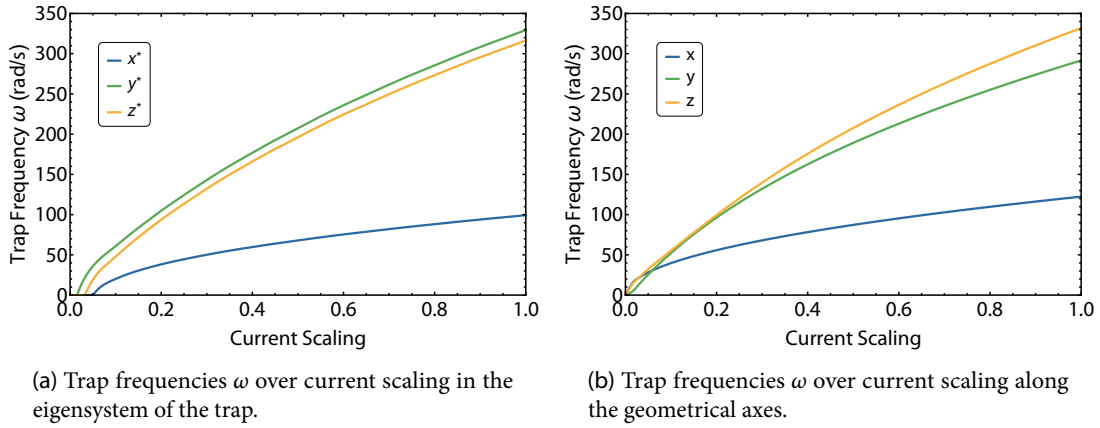 350
300
250
200
150
100
50
0
0.0 0.2 0.4 0.6 0.8 1.0
Trap Frequency ω (rad/s)
Current Scaling
x*
y*
z*
(a) Trap frequencies ω over current scaling in the
eigensystem of the trap.
350
300
250
200
150
100
50
0
0.0 0.2 0.4 0.6 0.8 1.0
Trap Frequency ω (rad/s)
Current Scaling
x
y
z
(b) Trap frequencies ω over current scaling along
the geometrical axes.